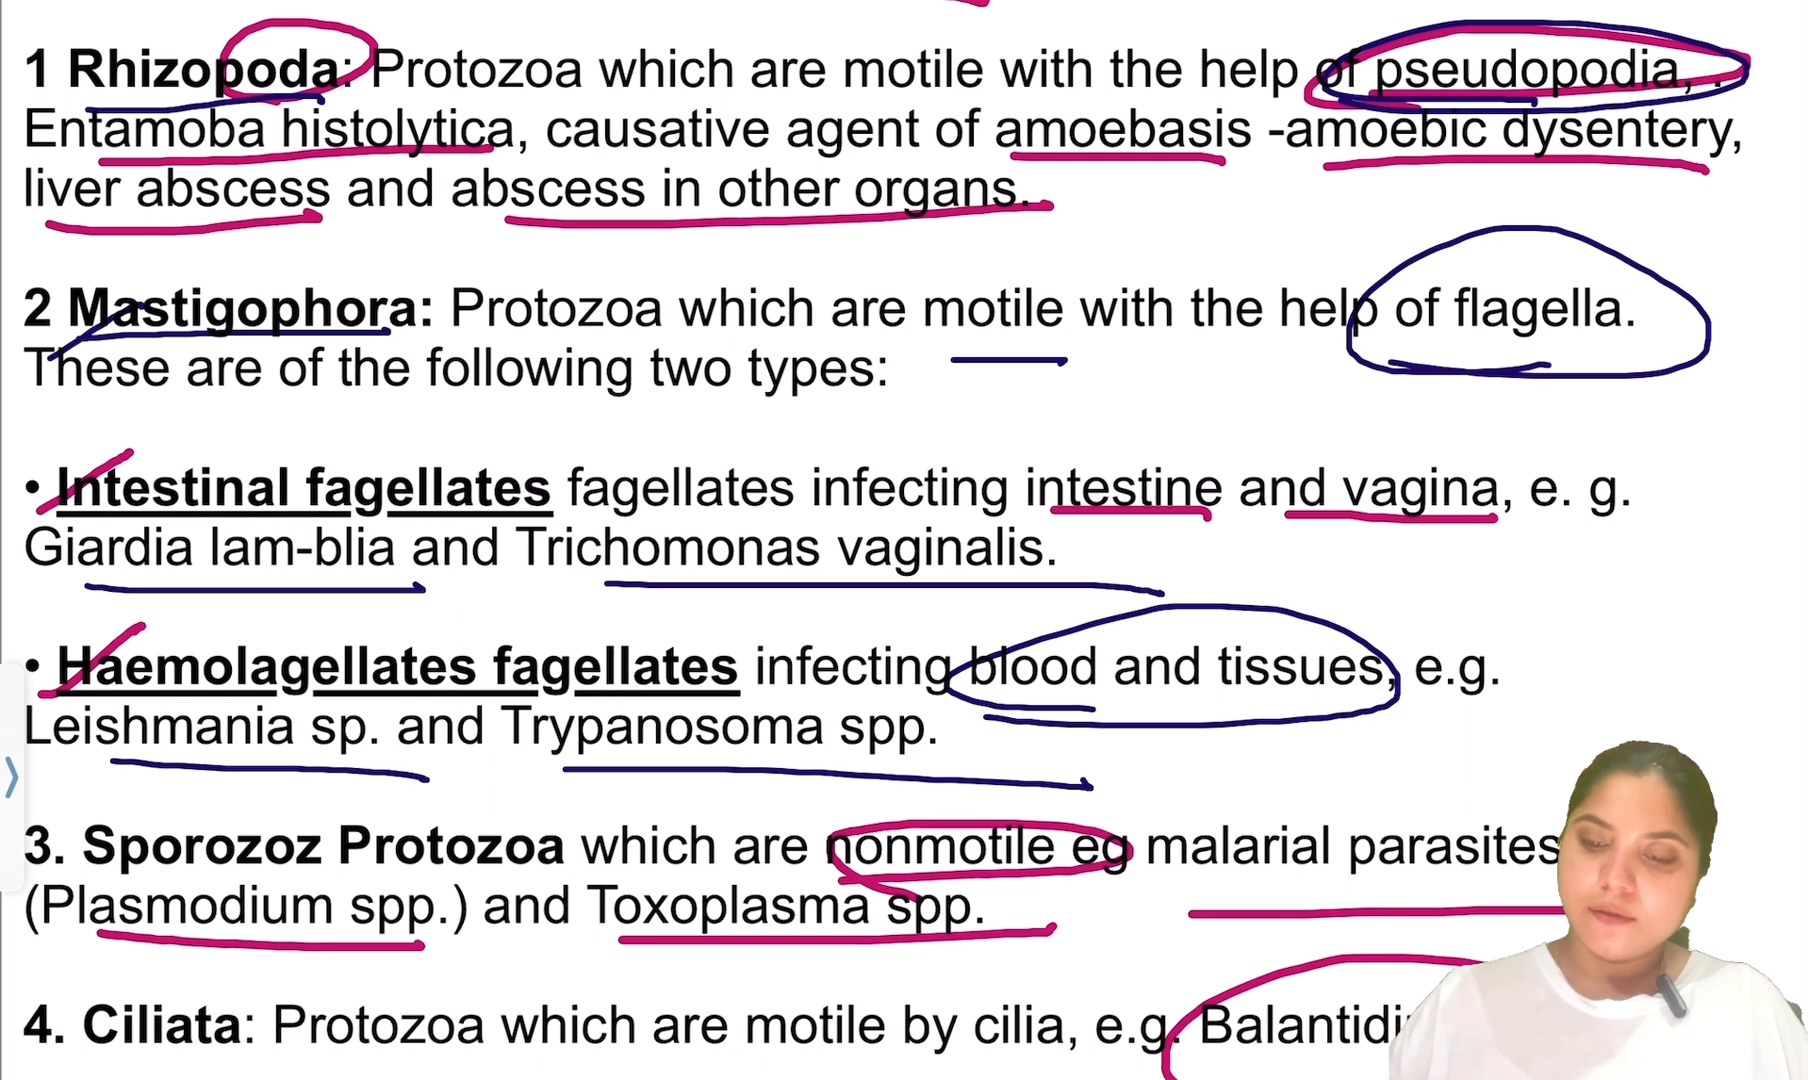 1 Rhizopoda: Protozoa which are motile with the help of pseudopodia, .
Entamoba histolytica, causative agent of amoebasis -amoebic dysentery,
liver abscess and abscess in other organs.
2 Mastigophora: Protozoa which are motile with the help of flagella.
These are of the following two types:
• Intestinal fagellates fagellates infecting intestine and vagina, e. g.
Giardia lam-blia and Trichomonas vaginalis.
• Haemolagellates fagellates infecting blood and tissues, e.g.
Leishmania sp. and Trypanosoma spp.
3. Sporozoz Protozoa which are nonmotile eg malarial parasites
(Plasmodium spp.) and Toxoplasma spp.
4. Ciliata: Protozoa which are motile by cilia, e.g.